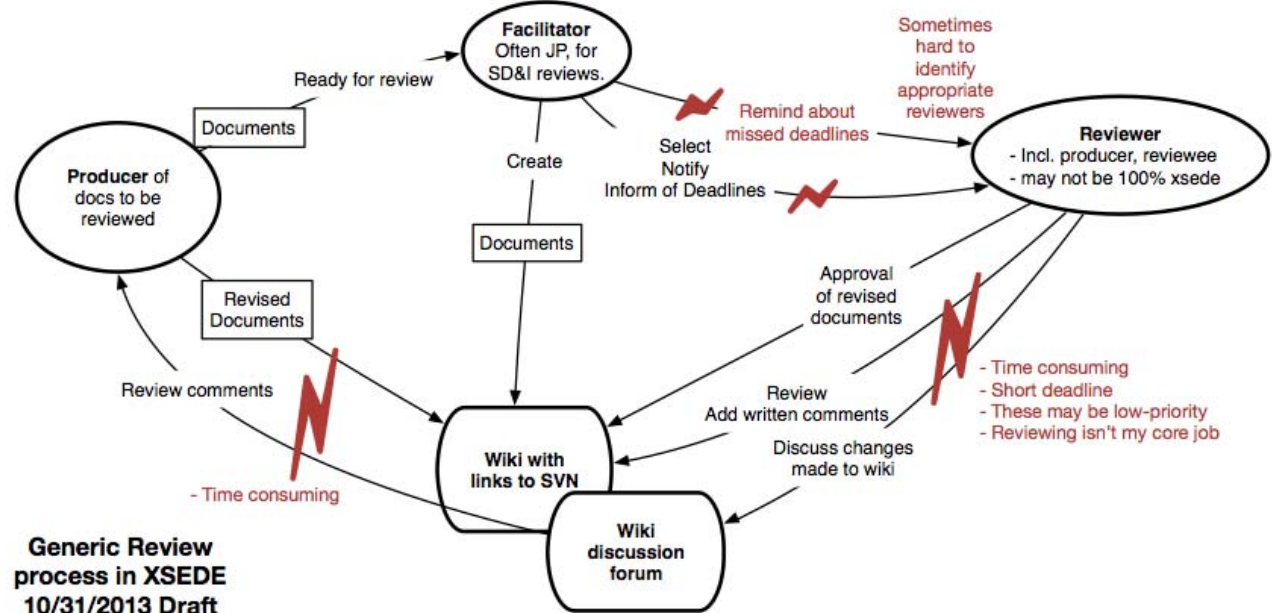 Facilitator
Often JP, for
SD&I reviews.
Sometimes
hard to
identify
appropriate
reviewers
Ready for review
Documents
Remind about
missed deadlines
Select
Notify
Inform of Deadlines
Reviewer
- Incl. producer, reviewee
- may not be 100% xsede
Producer of
docs to be
reviewed
Create
Documents
Revised
Documents
Approval
of revised
documents
Review comments
Review
Add written comments
- Time consuming
- Short deadline
- These may be low-priority
- Reviewing isn't my core job
Discuss changes
made to wiki
Wiki with
links to SVN
- Time consuming
Wiki
discussion
forum
Generic Review
process in XSEDE
10/31/2013 Draft